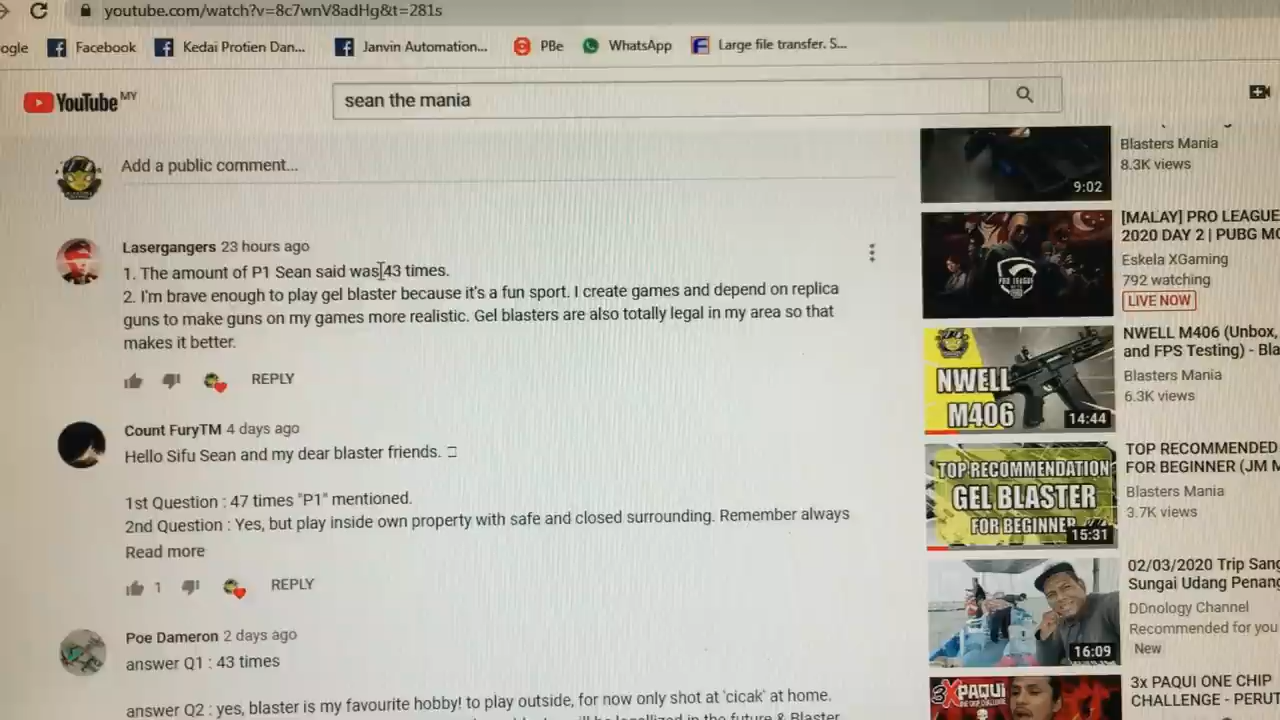 youtube.com/watch?v=8c7wnV8adHg&t=281s
ogle Facebook Kedai Protien Dan... Janvin Automation... PBe WhatsApp Large file transfer. S...
YouTube MY
sean the mania
Add a public comment...
Lasergangers 23 hours ago
1. The amount of P1 Sean said was 43 times.
2. I'm brave enough to play gel blaster because it's a fun sport. I create games and depend on replica
guns to make guns on my games more realistic. Gel blasters are also totally legal in my area so that
makes it better.
REPLY
Count FuryTM 4 days ago
Hello Sifu Sean and my dear blaster friends.
1st Question : 47 times "P1" mentioned.
2nd Question : Yes, but play inside own property with safe and closed surrounding. Remember always
Read more
1 REPLY
Poe Dameron 2 days ago
answer Q1 : 43 times
answer Q2 : yes, blaster is my favourite hobby! to play outside, for now only shot at 'cicak' at home.
Blasters Mania
8.3K views
9:02
[MALAY] PRO LEAGUE
2020 DAY 2 | PUBG MO
Eskela XGaming
792 watching
LIVE NOW
PRO LEAGUE
NWELL M406 (Unbox,
and FPS Testing) - Bla
Blasters Mania
6.3K views
NWELL
M406
14:44
TOP RECOMMENDED
FOR BEGINNER (JM M
Blasters Mania
3.7K views
TOP RECOMMENDATION
GEL BLASTER
FOR BEGINNER
15:31
02/03/2020 Trip Sang
Sungai Udang Penang
DDnology Channel
Recommended for you
New
16:09
3x PAQUI ONE CHIP
CHALLENGE - PERUT
3X PAQUI